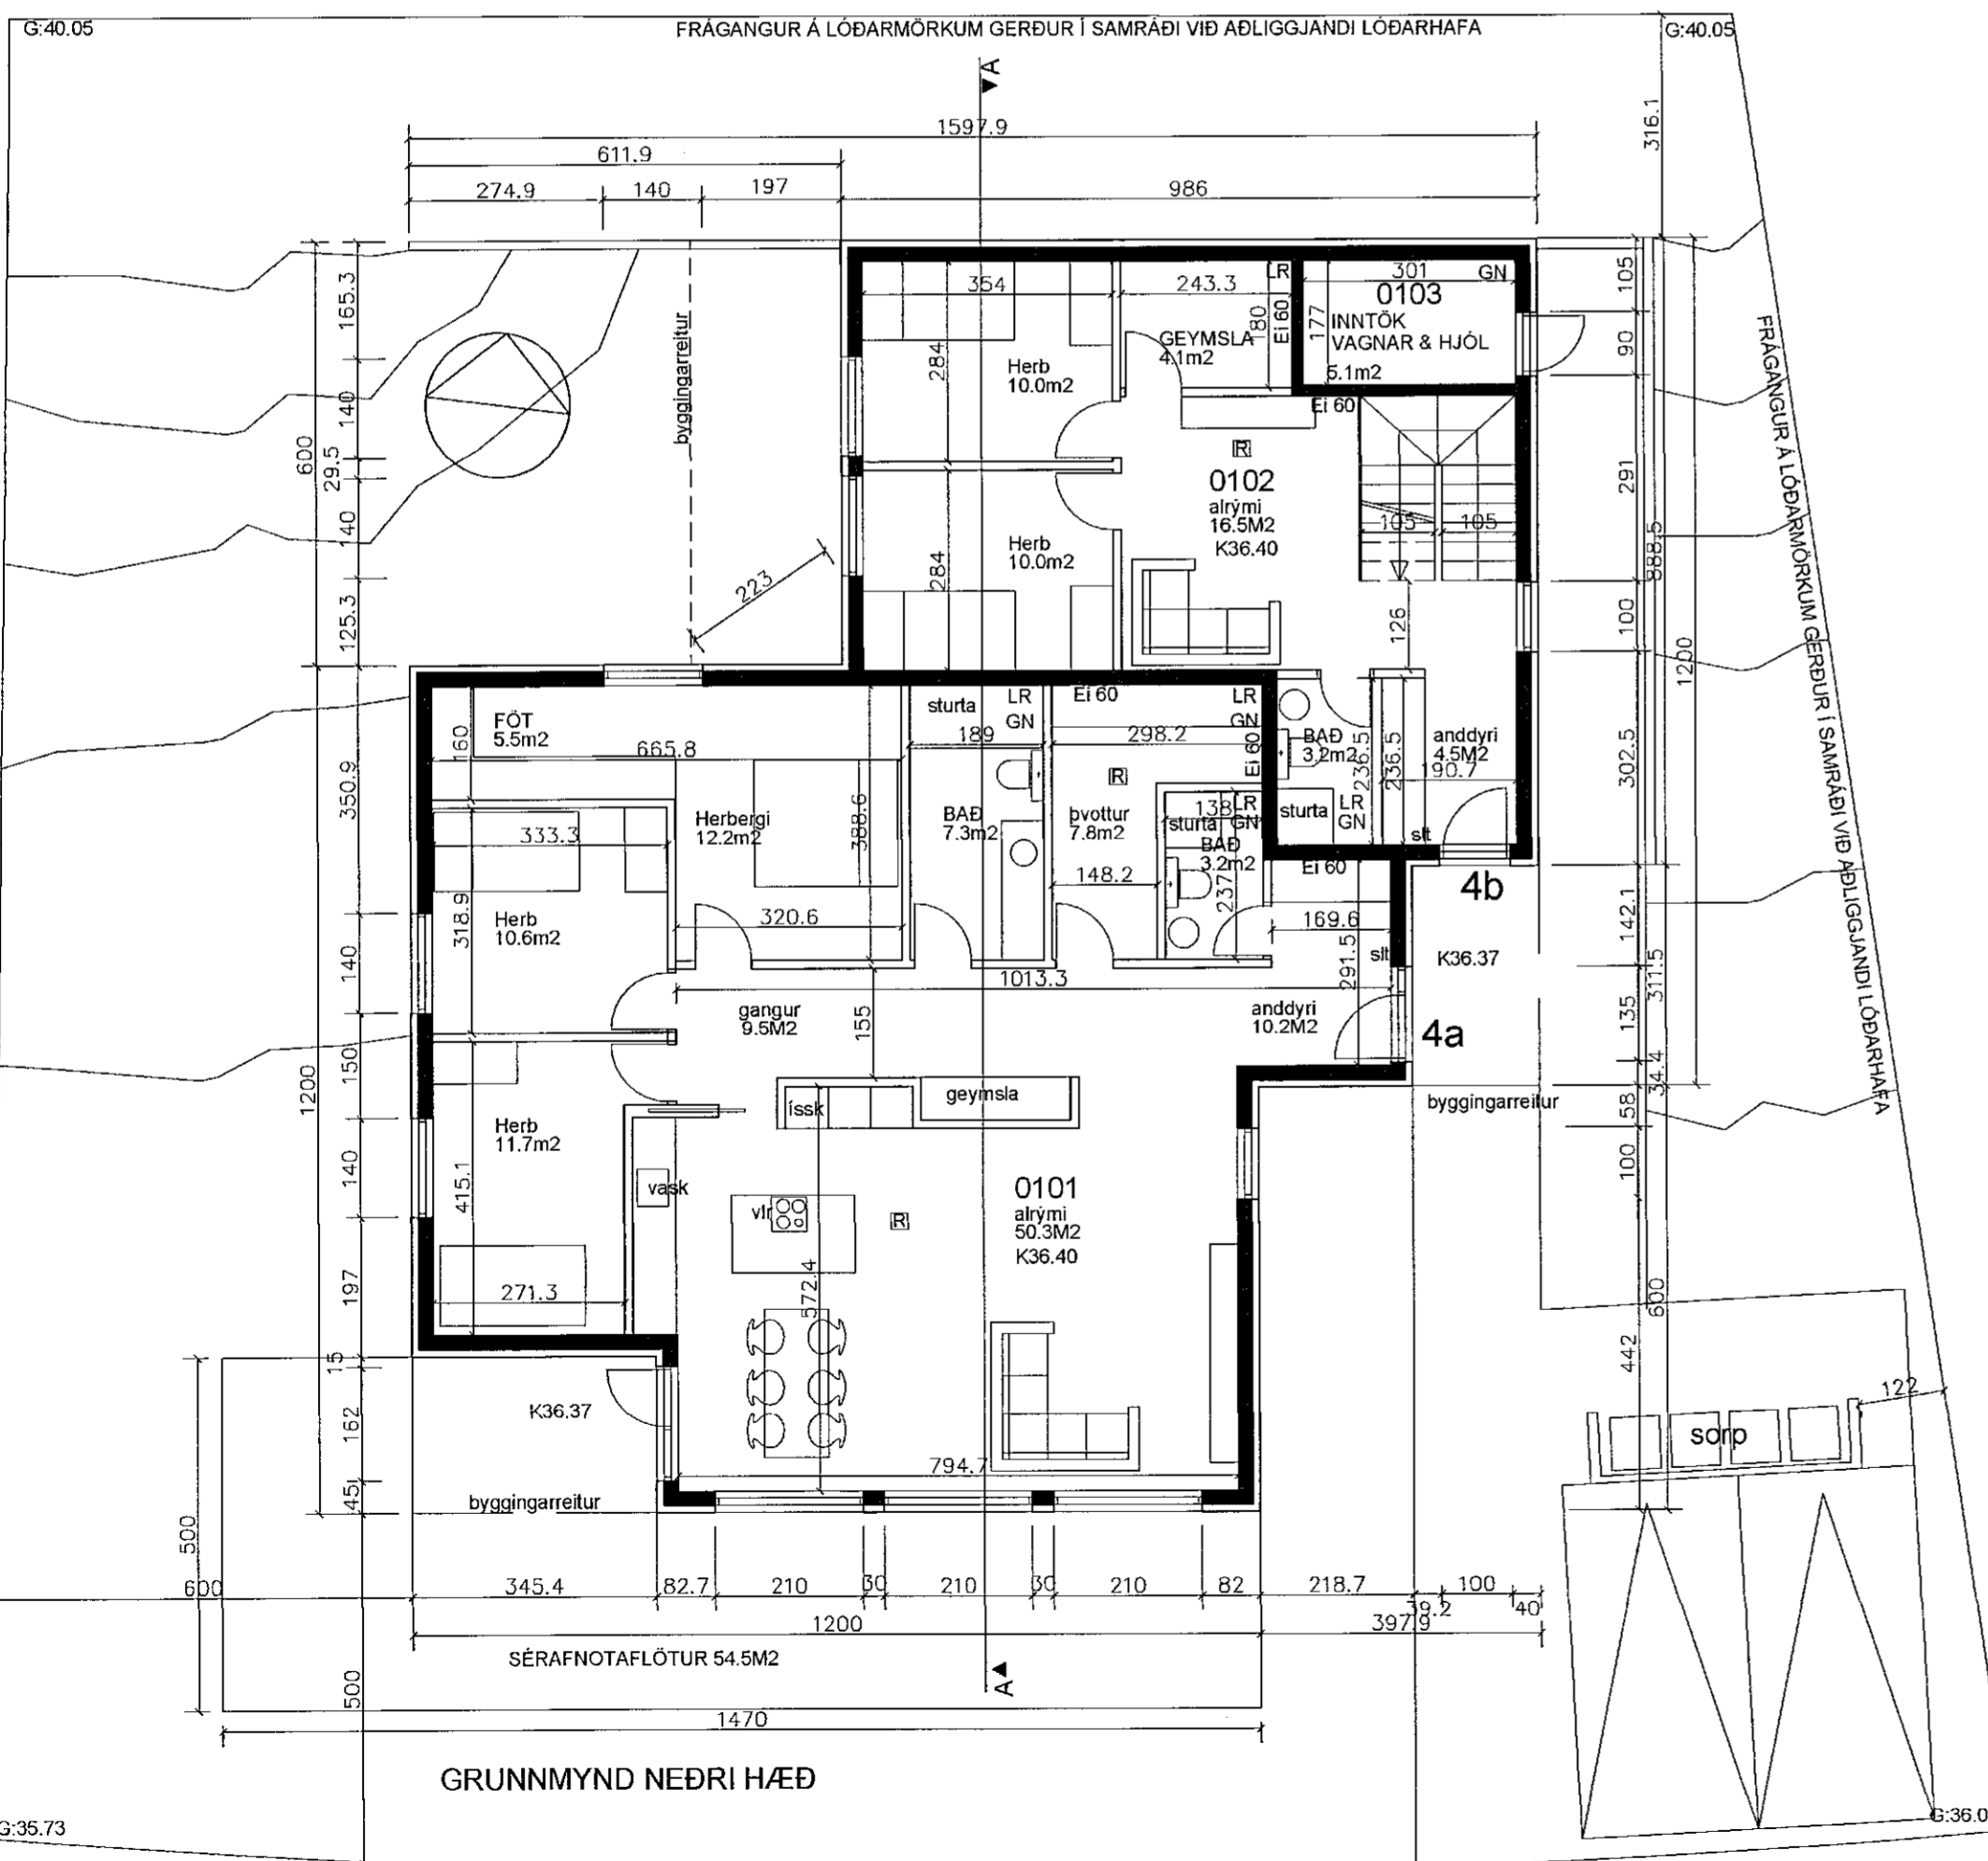 G:40.05
FRÁGANGUR Á LÓÐARMÖRKUM GERÐUR Í SAMRÁÐI VIÐ AÐLIGGJANDI LÓÐARHAFA
G:40.05
A
316.1
1597.9
611.9
274.9
140
197
986
165.3
140
29.5
140
125.3
600
byggingarreitur
223
354
243.3
LR
301
GN
0103
INNTÖK
VAGNAR & HJÓL
5.1m2
177
180
Ei 60
GEYMSLA
4.1m2
284
Herb
10.0m2
Ei 60
R
0102
alrými
16.5M2
K36.40
105
105
Herb
10.0m2
284
126
105
90
291
888.5
100
1200
302.5
FRÁGANGUR Á LÓÐARMÖRKUM GERÐUR Í SAMRÁÐI VIÐ AÐLIGGJANDI LÓÐARHAFA
FÖT
5.5m2
160
665.8
sturta
LR
GN
189
Ei 60
LR
GN
298.2
Ei 60
BAÐ
3.2m2
236.5
236.5
anddyri
4.5M2
190.7
350.9
333.3
Herbergi
12.2m2
388.6
BAÐ
7.3m2
R
þvottur
7.8m2
138
LR
GN
sturta
BAÐ
3.2m2
237
sturta
LR
GN
slt
Ei 60
4b
148.2
318.9
Herb
10.6m2
320.6
169.6
slt
291.5
K36.37
142.1
311.5
135
34.4
58
1013.3
gangur
9.5M2
155
anddyri
10.2M2
4a
140
150
1200
íssk
geymsla
byggingarreitur
Herb
11.7m2
140
415.1
vask
vlr
R
0101
alrými
50.3M2
K36.40
100
572.4
271.3
197
600
442
15
K36.37
162
122
sorp
794.7
45
byggingarreitur
500
600
345.4
82.7
210
30
210
30
210
82
218.7
100
39.2
40
1200
397.9
SÉRAFNOTAFLÖTUR 54.5M2
A
500
1470
GRUNNMYND NEÐRI HÆÐ
G:35.73
G:36.0